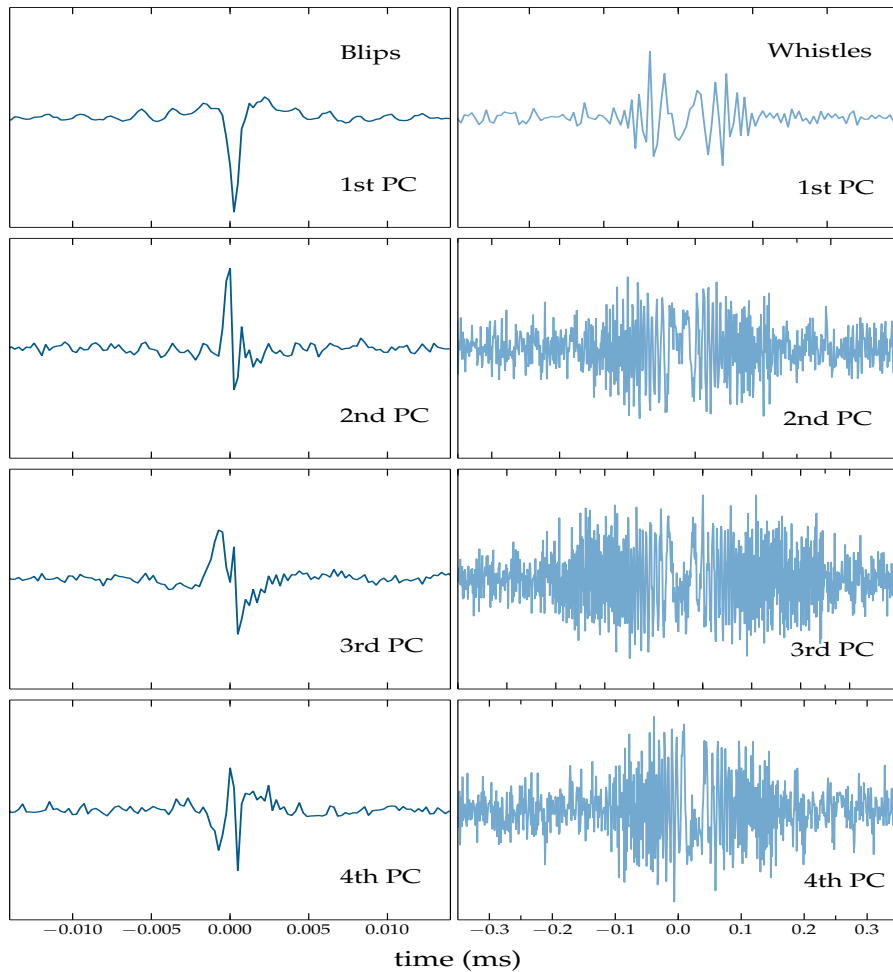 Blips
1st PC
Whistles
1st PC
2nd PC
2nd PC
3rd PC
3rd PC
4th PC
4th PC
−0.010 −0.005 0.000 0.005 0.010
−0.3 −0.2 −0.1 0.0 0.1 0.2 0.3
time (ms)